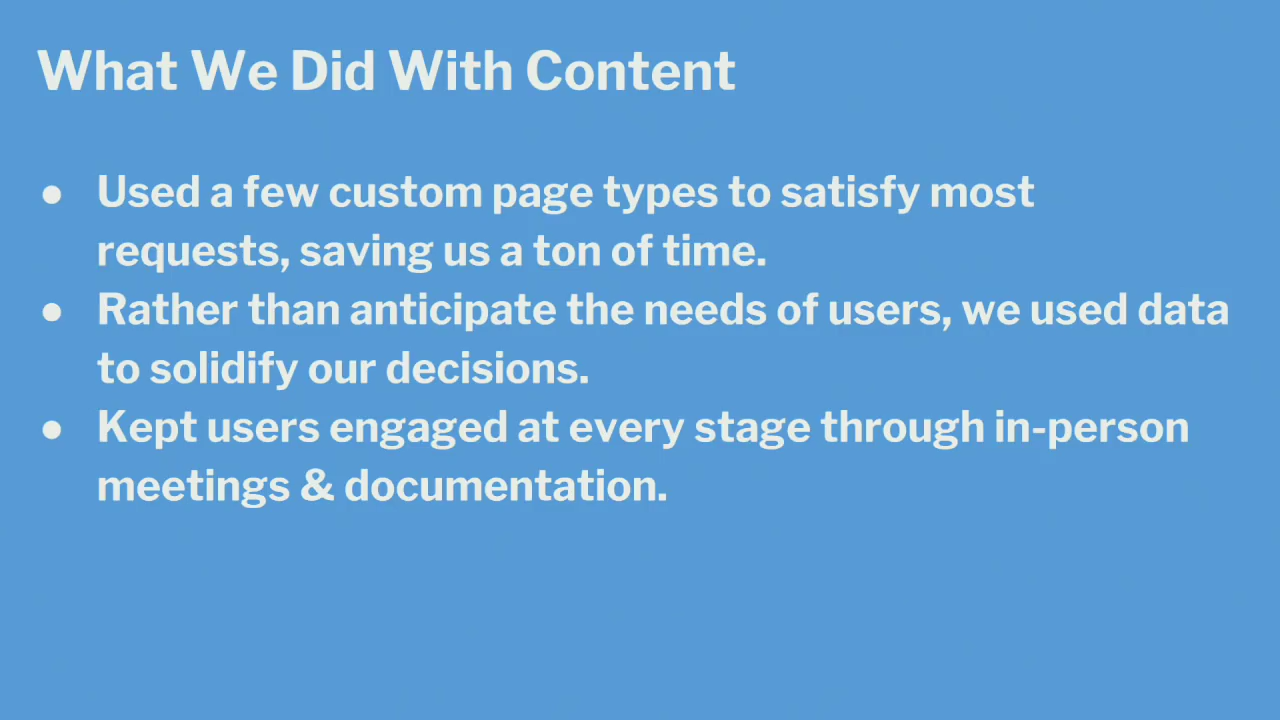 What We Did With Content
● Used a few custom page types to satisfy most
requests, saving us a ton of time.
● Rather than anticipate the needs of users, we used data
to solidify our decisions.
● Kept users engaged at every stage through in-person
meetings & documentation.